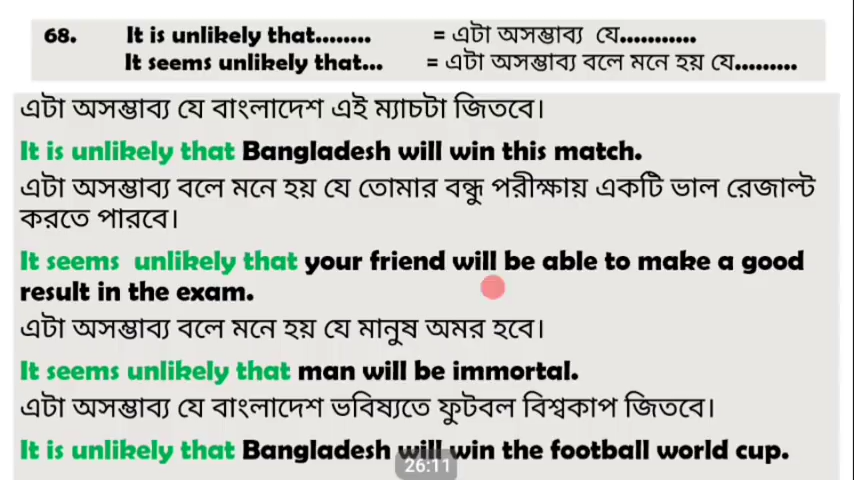 68. It is unlikely that........ = এটা অসম্ভাব্য যে...........
It seems unlikely that... = এটা অসম্ভাব্য বলে মনে হয় যে.........
এটা অসম্ভাব্য যে বাংলাদেশ এই ম্যাচটা জিতবে।
It is unlikely that Bangladesh will win this match.
এটা অসম্ভাব্য বলে মনে হয় যে তোমার বন্ধু পরীক্ষায় একটি ভাল রেজাল্ট
করতে পারবে।
It seems unlikely that your friend will be able to make a good
result in the exam.
এটা অসম্ভাব্য বলে মনে হয় যে মানুষ অমর হবে।
It seems unlikely that man will be immortal.
এটা অসম্ভাব্য যে বাংলাদেশ ভবিষ্যতে ফুটবল বিশ্বকাপ জিতবে।
It is unlikely that Bangladesh will win the football world cup.
26:11